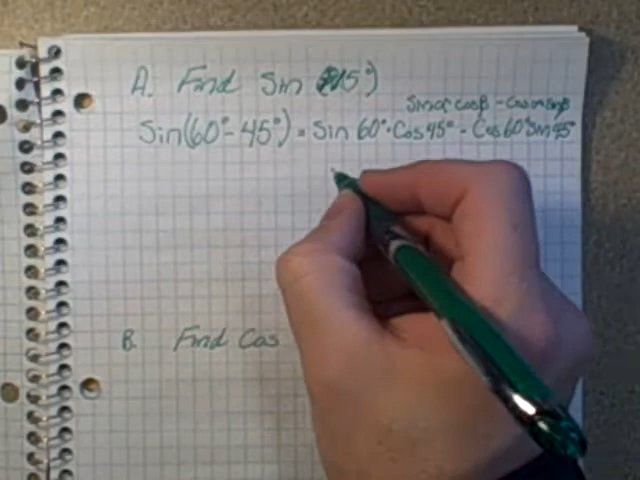 A. Find Sin (15°)
Sinα cosβ - Cosα sinβ
Sin(60° - 45°) = Sin 60° · Cos 45° - Cos 60° Sin 45°
B. Find Cos